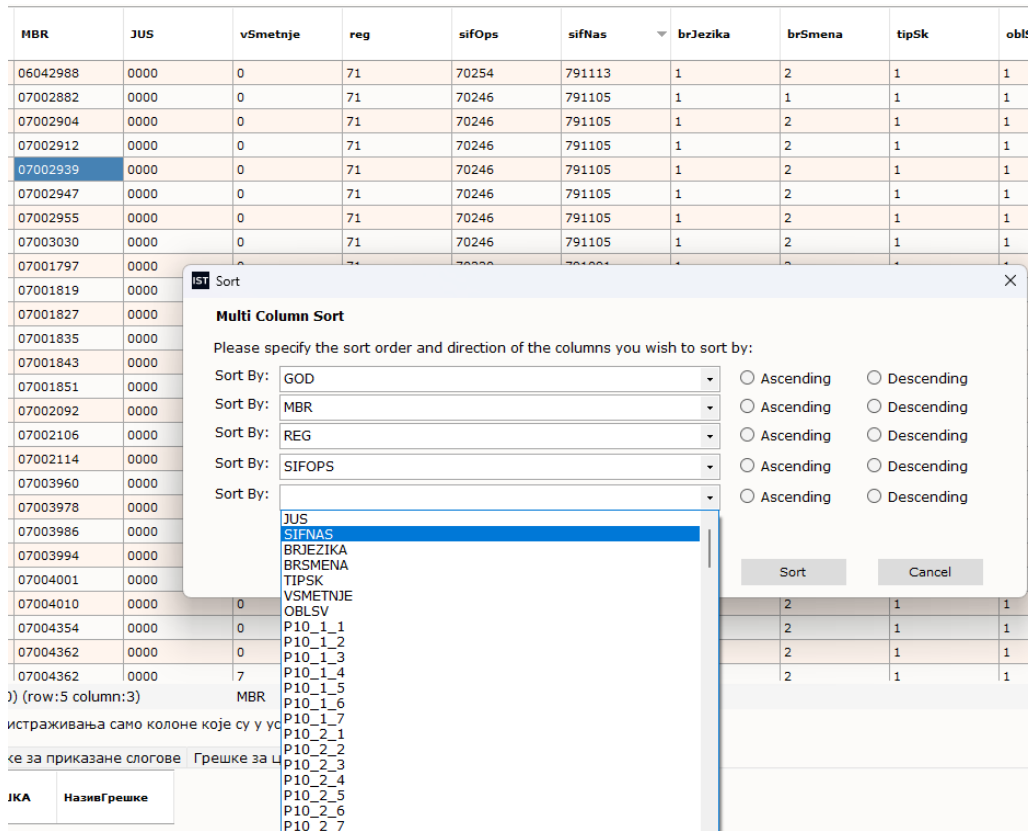 MBR JUS vSmetnje reg sifOps sifNas brJezika brSmena tipSk
06042988 0000 0 71 70254 791113 1 2 1 1
07002882 0000 0 71 70246 791105 1 1 1 1
07002904 0000 0 71 70246 791105 1 2 1 1
07002912 0000 0 71 70246 791105 1 2 1 1
07002939 0000 0 71 70246 791105 1 2 1 1
07002947 0000 0 71 70246 791105 1 2 1 1
07002955 0000 0 71 70246 791105 1 2 1 1
07003030 0000 0 71 70246 791105 1 2 1 1
07001797 0000
07001819 0000
07001827 0000
07001835 0000
07001843 0000
07001851 0000
07002092 0000
07002106 0000
07002114 0000
07003960 0000
07003978 0000
07003986 0000
07003994 0000
07004001 0000
07004010 0000 0 2 1 1
07004354 0000 0 2 1 1
07004362 0000 0 2 1 1
07004362 0000 7 2 1 1
IST Sort
Multi Column Sort
Please specify the sort order and direction of the columns you wish to sort by:
Sort By: GOD Ascending Descending
Sort By: MBR Ascending Descending
Sort By: REG Ascending Descending
Sort By: SIFOPS Ascending Descending
Sort By: Ascending Descending
JUS
SIFNAS
BRJEZIKA
BRSMENA
TIPSK
VSMETNJE
OBLSV
P10_1_1
P10_1_2
P10_1_3
P10_1_4
P10_1_5
P10_1_6
P10_1_7
P10_2_1
P10_2_2
P10_2_3
P10_2_4
P10_2_5
P10_2_6
P10_2_7
Sort Cancel
) (row:5 column:3) MBR
истраживања само колоне које су у
за приказане слогове Грешке за
НазивГрешке